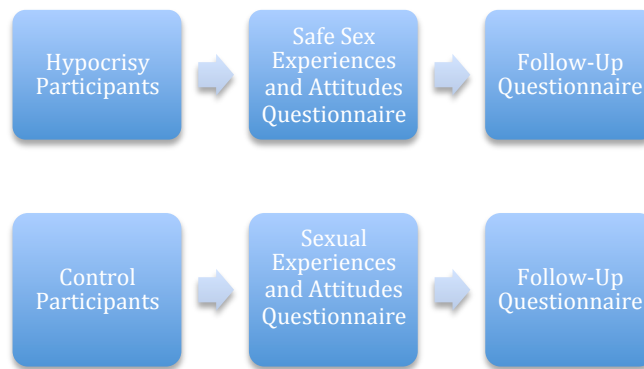 Hypocrisy
Participants
Safe Sex
Experiences
and Attitudes
Questionnaire
Follow-Up
Questionnaire
Control
Participants
Sexual
Experiences
and Attitudes
Questionnaire
Follow-Up
Questionnaire